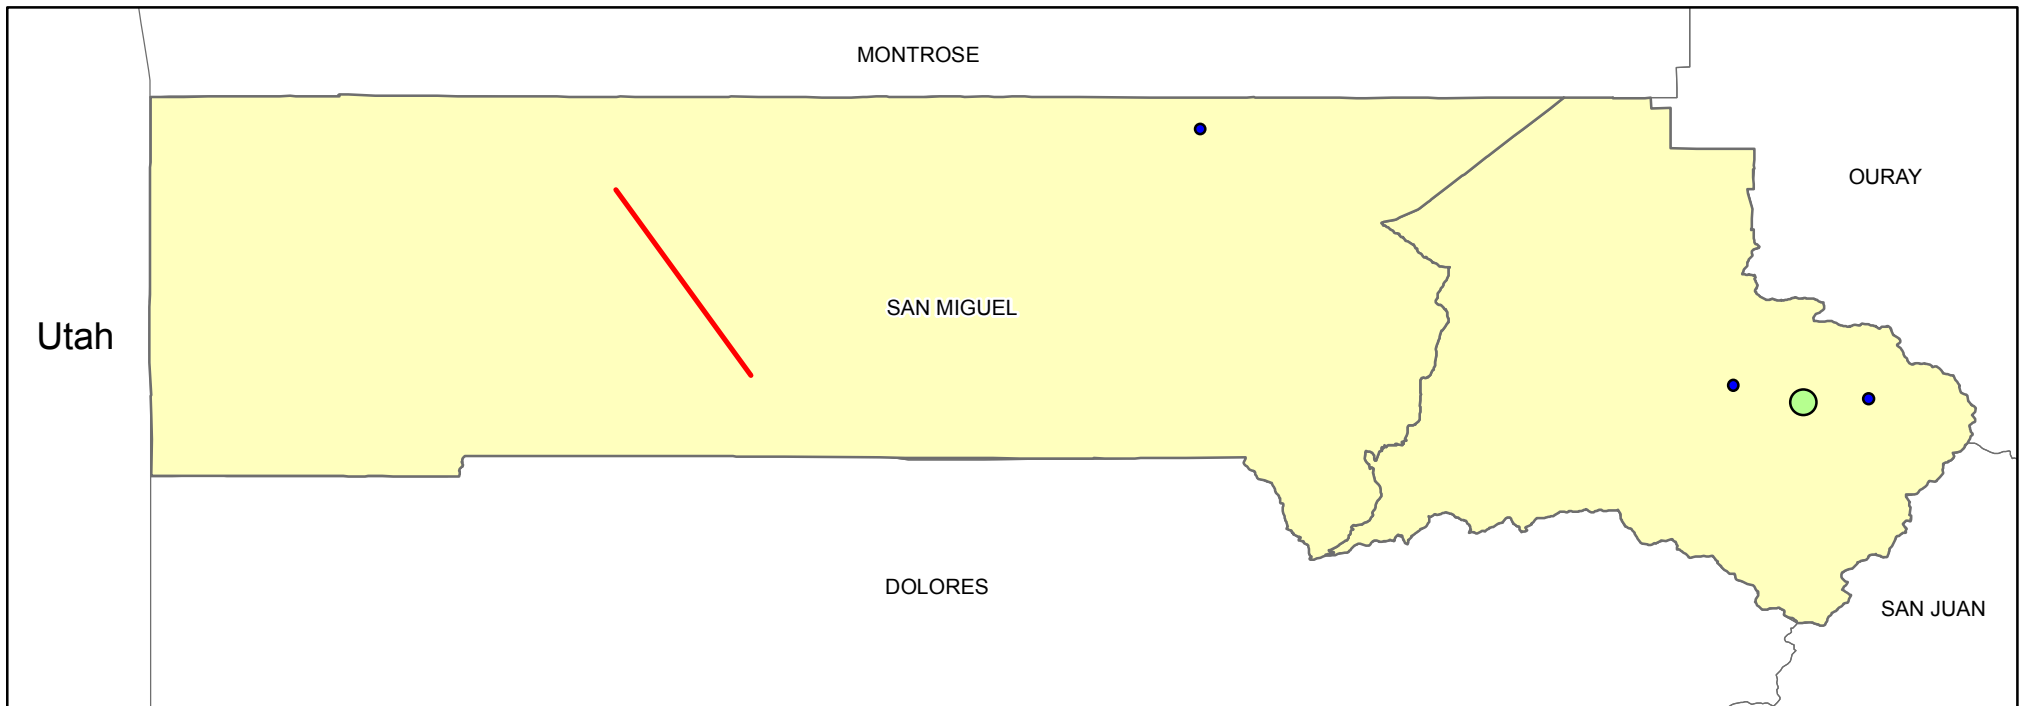 MONTROSE
OURAY
SAN MIGUEL
Utah
DOLORES
SAN JUAN